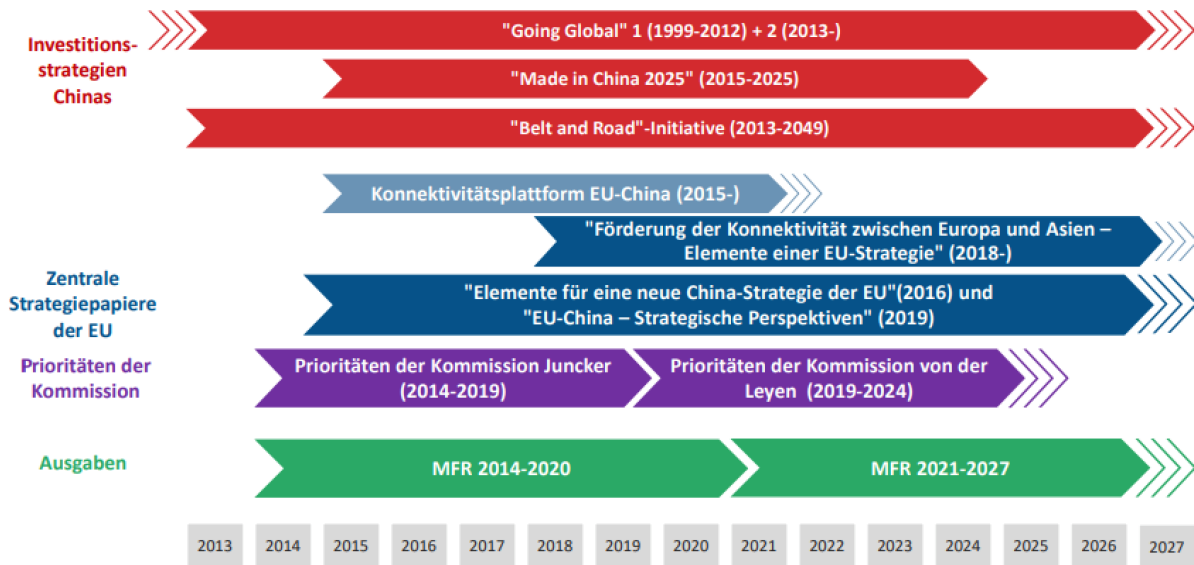 Investitions-
strategien
Chinas
"Going Global" 1 (1999-2012) + 2 (2013-)
"Made in China 2025" (2015-2025)
"Belt and Road"-Initiative (2013-2049)
Zentrale
Strategiepapiere
der EU
Konnektivitätsplattform EU-China (2015-)
"Förderung der Konnektivität zwischen Europa und Asien –
Elemente einer EU-Strategie" (2018-)
"Elemente für eine neue China-Strategie der EU"(2016) und
"EU-China – Strategische Perspektiven" (2019)
Prioritäten der
Kommission
Prioritäten der Kommission Juncker
(2014-2019)
Prioritäten der Kommission von der
Leyen (2019-2024)
Ausgaben
MFR 2014-2020
MFR 2021-2027
2013 2014 2015 2016 2017 2018 2019 2020 2021 2022 2023 2024 2025 2026 2027